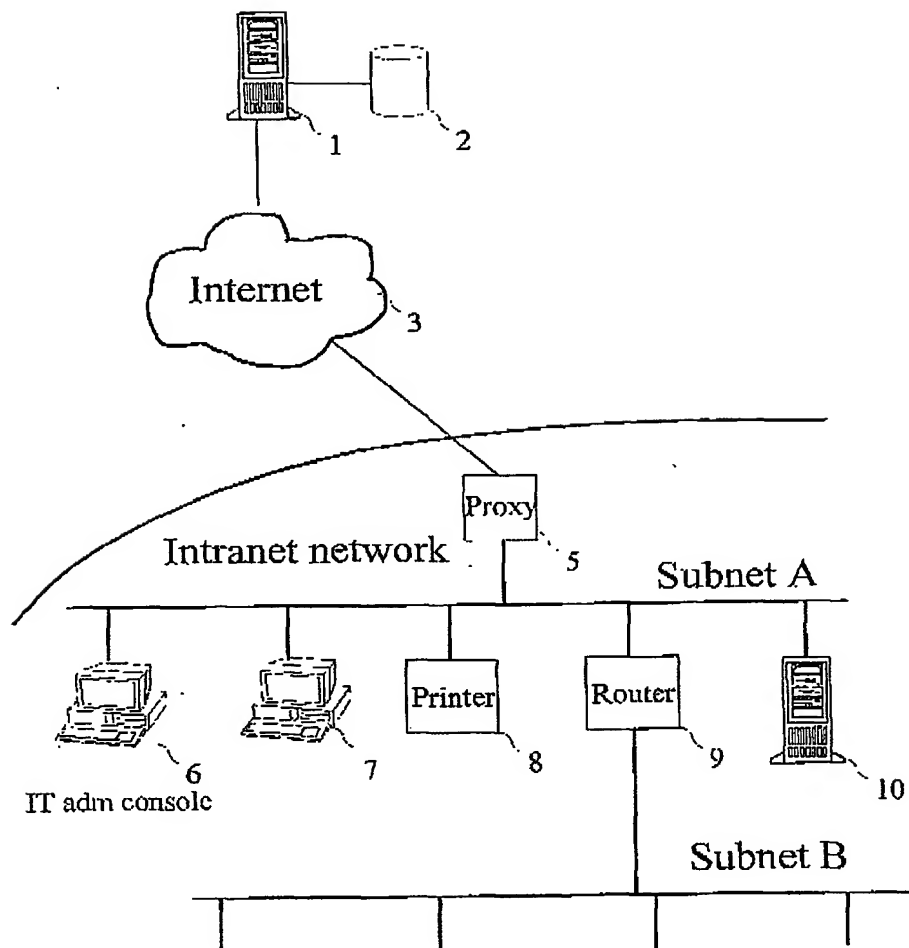 1
2
Internet
3
Proxy
Intranet network
5
Subnet A
Printer
Router
6
7
8
9
10
IT adm console
Subnet B